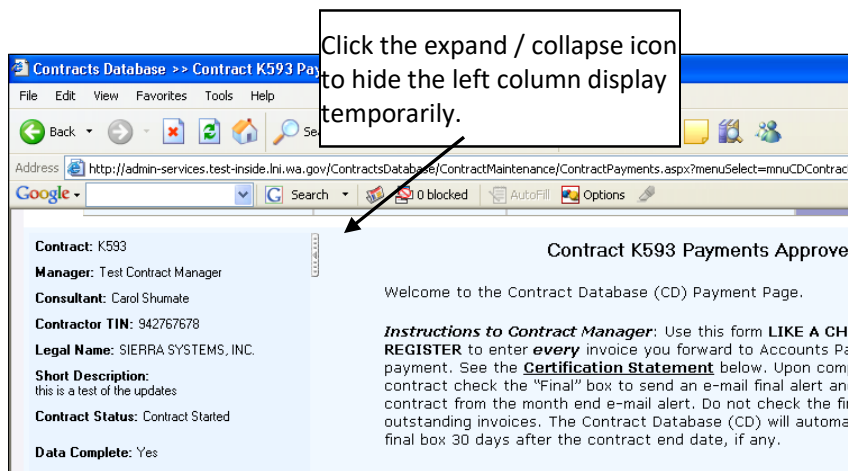 Click the expand / collapse icon
to hide the left column display
temporarily.
Contracts Database >> Contract K593 Pay
File Edit View Favorites Tools Help
Back
Address http://admin-services.test-inside.lni.wa.gov/ContractsDatabase/ContractMaintenance/ContractPayments.aspx?menuSelect=mnuCDContract
Google Search 0 blocked AutoFill Options
Contract: K593
Manager: Test Contract Manager
Consultant: Carol Shumate
Contractor TIN: 942767678
Legal Name: SIERRA SYSTEMS, INC.
Short Description:
this is a test of the updates
Contract Status: Contract Started
Data Complete: Yes
Contract K593 Payments Approve
Welcome to the Contract Database (CD) Payment Page.
Instructions to Contract Manager: Use this form LIKE A CH
REGISTER to enter every invoice you forward to Accounts Pa
payment. See the Certification Statement below. Upon com
contract check the "Final" box to send an e-mail final alert an
contract from the month end e-mail alert. Do not check the fi
outstanding invoices. The Contract Database (CD) will automa
final box 30 days after the contract end date, if any.